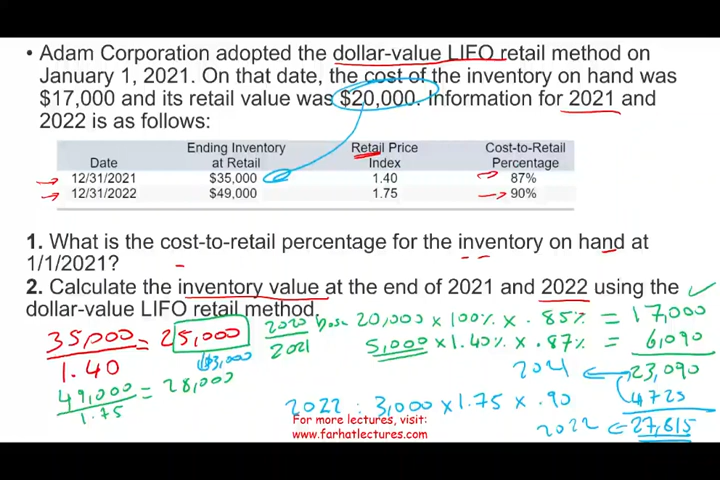 • Adam Corporation adopted the dollar-value LIFO retail method on
January 1, 2021. On that date, the cost of the inventory on hand was
$17,000 and its retail value was $20,000. Information for 2021 and
2022 is as follows:
Ending Inventory Retail Price Cost-to-Retail
Date at Retail Index Percentage
12/31/2021 $35,000 1.40 87%
12/31/2022 $49,000 1.75 90%
1. What is the cost-to-retail percentage for the inventory on hand at
1/1/2021?
2. Calculate the inventory value at the end of 2021 and 2022 using the
dollar-value LIFO retail method.
35,000 = 25,000
1.40
$3,000
49,000 = 28,000
1.75
2020 base 20,000 x 100% x .85% = 17,000
2021 5,000 x 1.40% x .87% = 6,090
2021 23,090
2022 : 3,000 x 1.75 x .90 4725
2022 27,815
For more lectures, visit:
www.farhatlectures.com